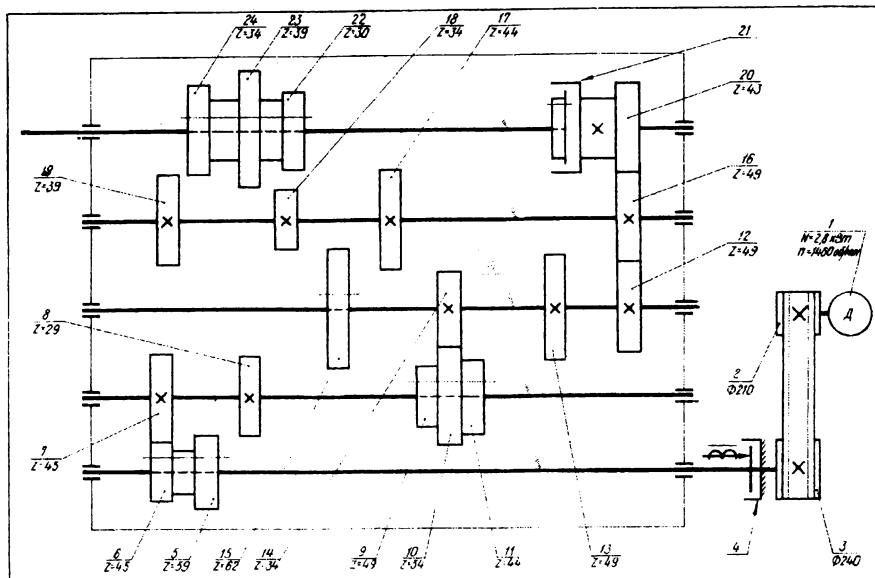 24
Z=34
23
Z=39
22
Z=30
18
Z=34
17
Z=44
21
20
Z=43
19
Z=39
16
Z=49
12
Z=49
1
N=2,8 кВт
n=1480 об/мин
Д
8
Z=29
2
Ф210
7
Z=45
6
Z=45
5
Z=59
15
Z=62
14
Z=34
9
Z=49
10
Z=54
11
Z=44
13
Z=49
4
3
Ф240